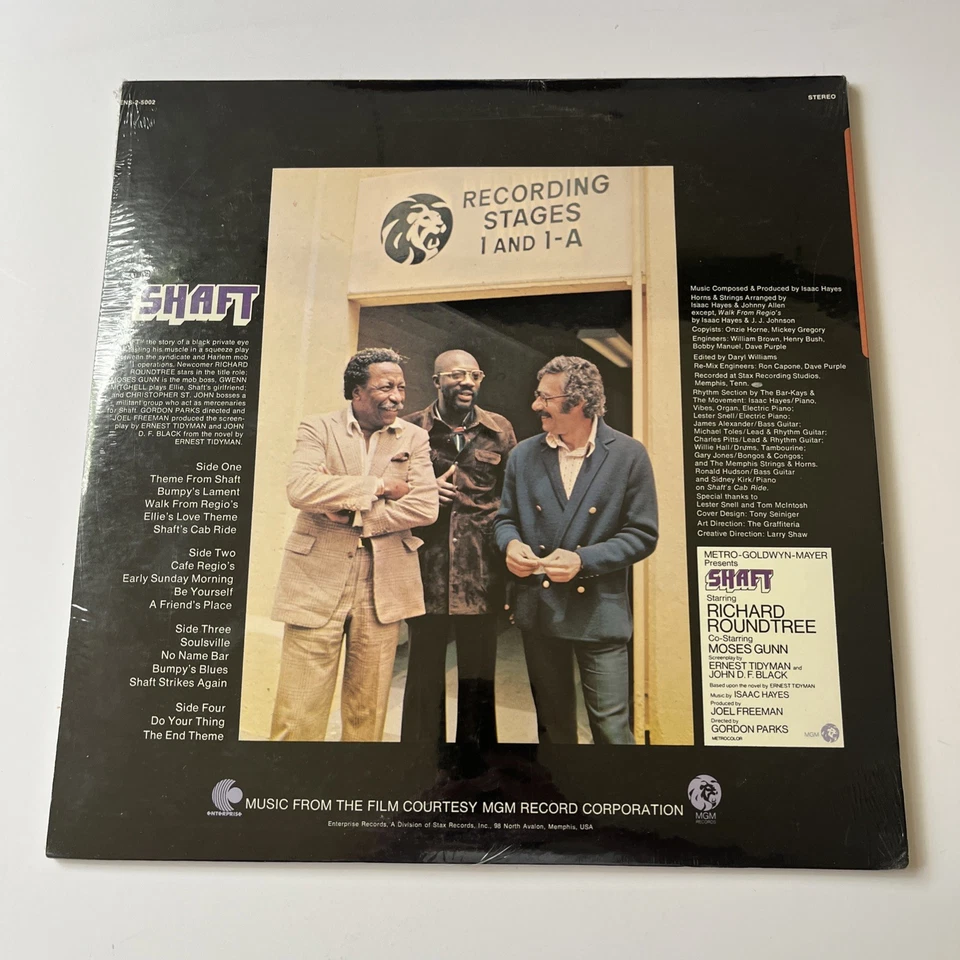 ENS-2-5002
STEREO
RECORDING
STAGES
1 AND 1-A
SHAFT
the story of a black private eye
his muscle in a squeeze play
between the syndicate and Harlem mob
operations. Newcomer RICHARD
ROUNDTREE stars in the title role;
MOSES GUNN is the mob boss, GWENN
MITCHELL plays Ellie, Shaft's girlfriend;
and CHRISTOPHER ST. JOHN bosses a
militant group who act as mercenaries
for Shaft. GORDON PARKS directed and
JOEL FREEMAN produced the screen-
play by ERNEST TIDYMAN and JOHN
D. F. BLACK from the novel by
ERNEST TIDYMAN.
Side One
Theme From Shaft
Bumpy's Lament
Walk From Regio's
Ellie's Love Theme
Shaft's Cab Ride
Side Two
Cafe Regio's
Early Sunday Morning
Be Yourself
A Friend's Place
Side Three
Soulsville
No Name Bar
Bumpy's Blues
Shaft Strikes Again
Side Four
Do Your Thing
The End Theme
Music Composed & Produced by Isaac Hayes
Horns & Strings Arranged by
Isaac Hayes & Johnny Allen
except, Walk From Regio's
by Isaac Hayes & J. J. Johnson
Copyists: Onzie Horne, Mickey Gregory
Engineers: William Brown, Henry Bush,
Bobby Manuel, Dave Purple
Edited by Daryl Williams
Re-Mix Engineers: Ron Capone, Dave Purple
Recorded at Stax Recording Studios,
Memphis, Tenn.
Rhythm Section by The Bar-Kays &
The Movement: Isaac Hayes/Piano,
Vibes, Organ, Electric Piano;
Lester Snell/Electric Piano;
James Alexander/Bass Guitar;
Michael Toles/Lead & Rhythm Guitar;
Charles Pitts/Lead & Rhythm Guitar;
Willie Hall/Drums, Tambourine;
Gary Jones/Bongos & Congos;
and The Memphis Strings & Horns.
Ronald Hudson/Bass Guitar
and Sidney Kirk/Piano
on Shaft's Cab Ride.
Special thanks to
Lester Snell and Tom McIntosh
Cover Design: Tony Seiniger
Art Direction: The Graffiteria
Creative Direction: Larry Shaw
METRO-GOLDWYN-MAYER
Presents
SHAFT
Starring
RICHARD
ROUNDTREE
Co-Starring
MOSES GUNN
Screenplay by
ERNEST TIDYMAN and
JOHN D. F. BLACK
Based upon the novel by ERNEST TIDYMAN
Music by ISAAC HAYES
Produced by
JOEL FREEMAN
Directed by
GORDON PARKS
METROCOLOR
MGM
ENTERPRISE
MUSIC FROM THE FILM COURTESY MGM RECORD CORPORATION
MGM
RECORDS
Enterprise Records, A Division of Stax Records, Inc., 98 North Avalon, Memphis, USA